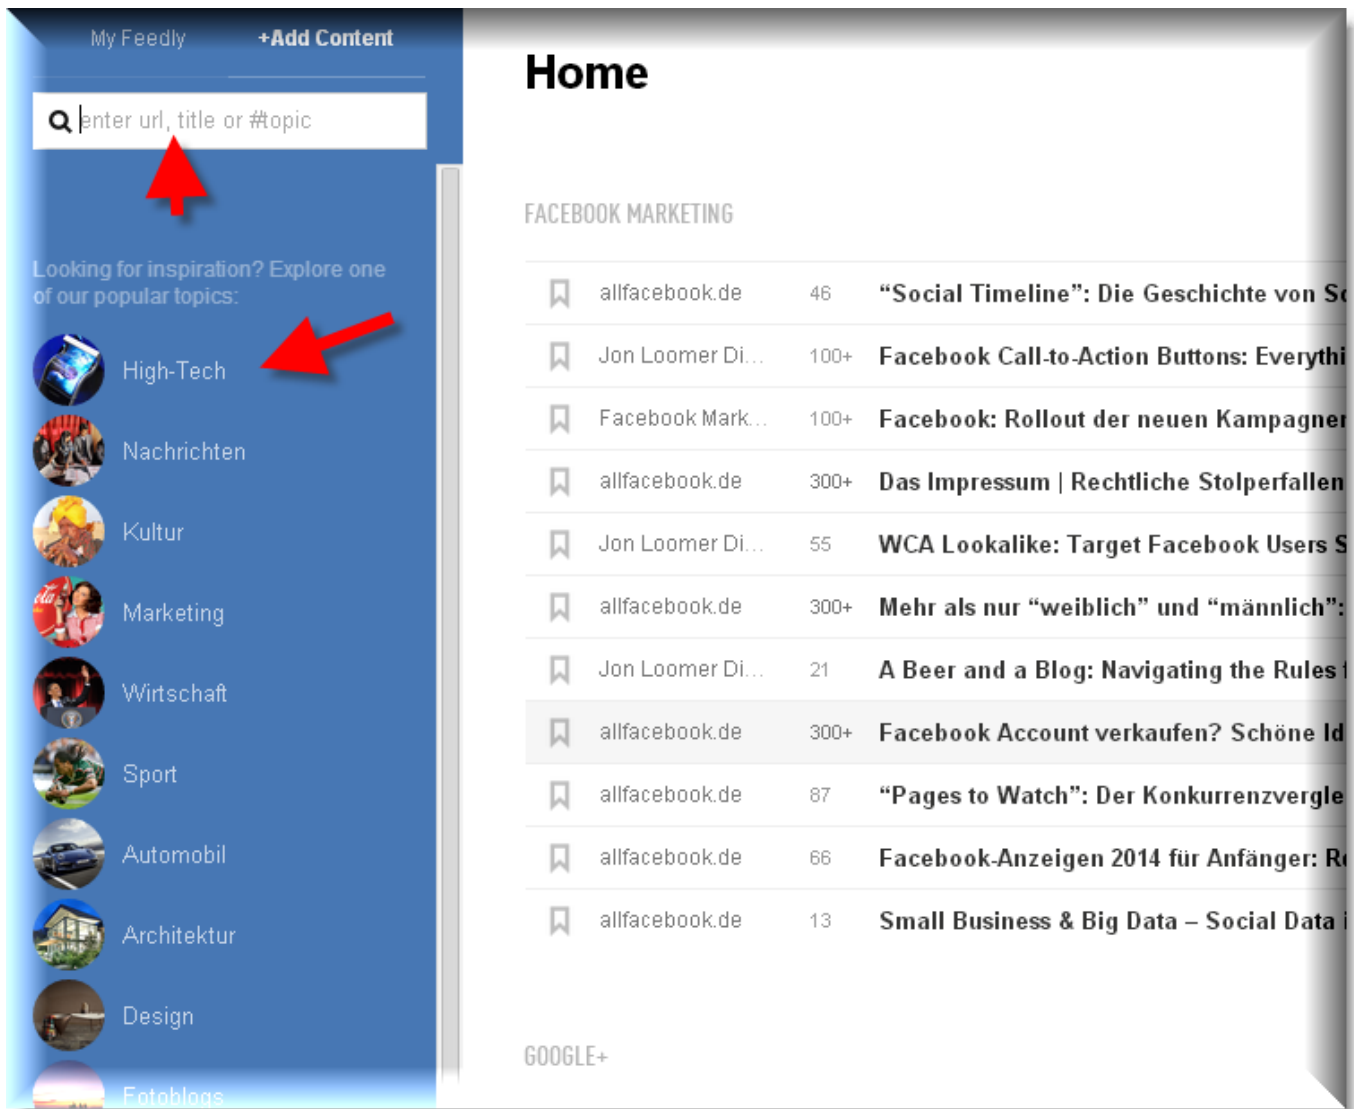 My Feedly
+Add Content
enter url, title or #topic
Looking for inspiration? Explore one
of our popular topics:
High-Tech
Nachrichten
Kultur
Marketing
Wirtschaft
Sport
Automobil
Architektur
Design
Fotoblogs
Home
FACEBOOK MARKETING
allfacebook.de 46 “Social Timeline”: Die Geschichte von
Jon Loomer Di... 100+ Facebook Call-to-Action Buttons: Everythi
Facebook Mark... 100+ Facebook: Rollout der neuen Kampagner
allfacebook.de 300+ Das Impressum | Rechtliche Stolperfallen
Jon Loomer Di... 55 WCA Lookalike: Target Facebook Users S
allfacebook.de 300+ Mehr als nur “weiblich” und “männlich”:
Jon Loomer Di... 21 A Beer and a Blog: Navigating the Rules
allfacebook.de 300+ Facebook Account verkaufen? Schöne Id
allfacebook.de 87 “Pages to Watch”: Der Konkurrenzvergle
allfacebook.de 66 Facebook-Anzeigen 2014 für Anfänger: Re
allfacebook.de 13 Small Business & Big Data – Social Data i
GOOGLE+